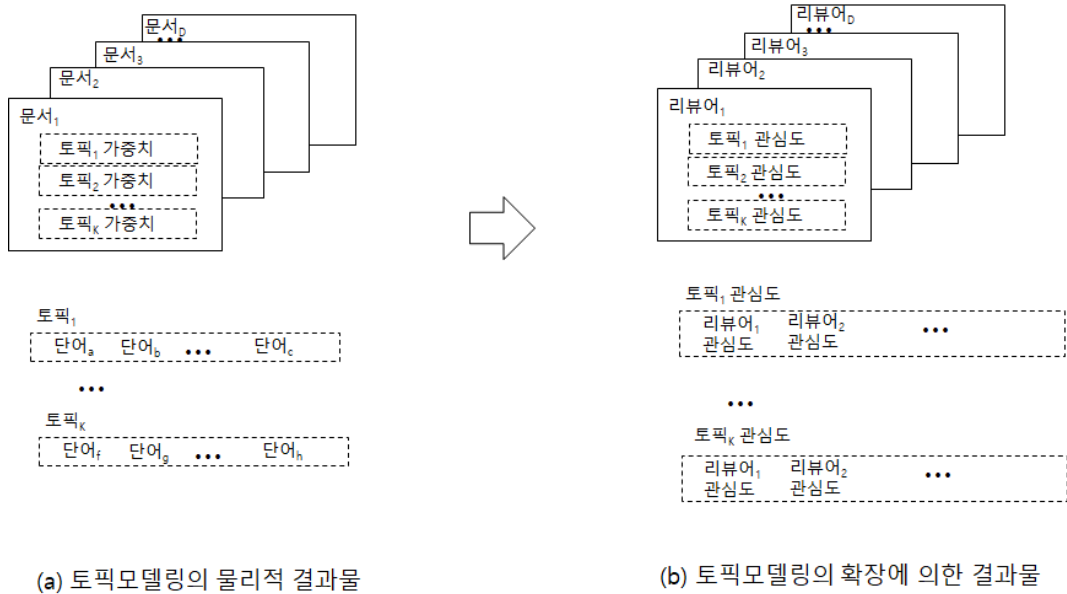 문서D
•••
문서3
문서2
문서1
토픽1 가중치
토픽2 가중치
•••
토픽K 가중치
토픽1
단어a 단어b ••• 단어c
•••
토픽K
단어f 단어g ••• 단어h
(a) 토픽모델링의 물리적 결과물
리뷰어D
•••
리뷰어3
리뷰어2
리뷰어1
토픽1 관심도
토픽2 관심도
•••
토픽K 관심도
토픽1 관심도
리뷰어1 리뷰어2 •••
관심도 관심도
•••
토픽K 관심도
리뷰어1 리뷰어2 •••
관심도 관심도
(b) 토픽모델링의 확장에 의한 결과물